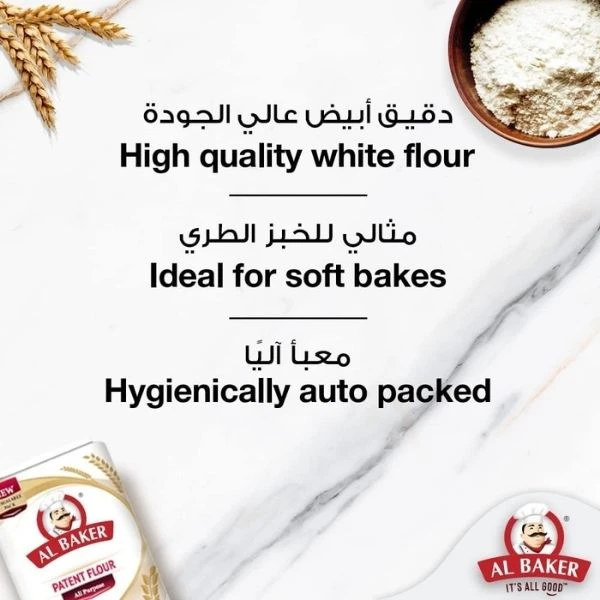 دقيق أبيض عالي الجودة
High quality white flour
مثالي للخبز الطري
Ideal for soft bakes
معبأ آليًا
Hygienically auto packed
AL BAKER
PATENT FLOUR
All Purpose
AL BAKER
IT'S ALL GOOD™